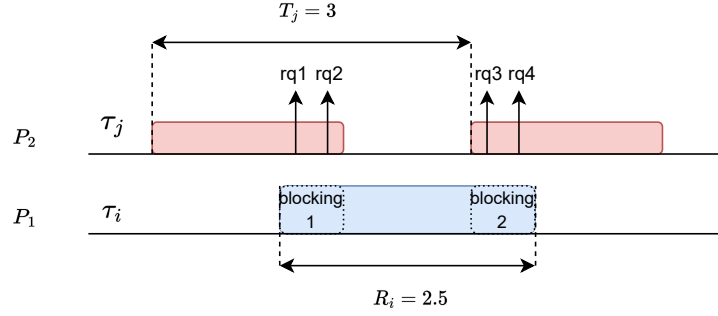 T_j = 3
rq1 rq2 rq3 rq4
P_2 τ_j
blocking 1
blocking 2
P_1 τ_i
R_i = 2.5